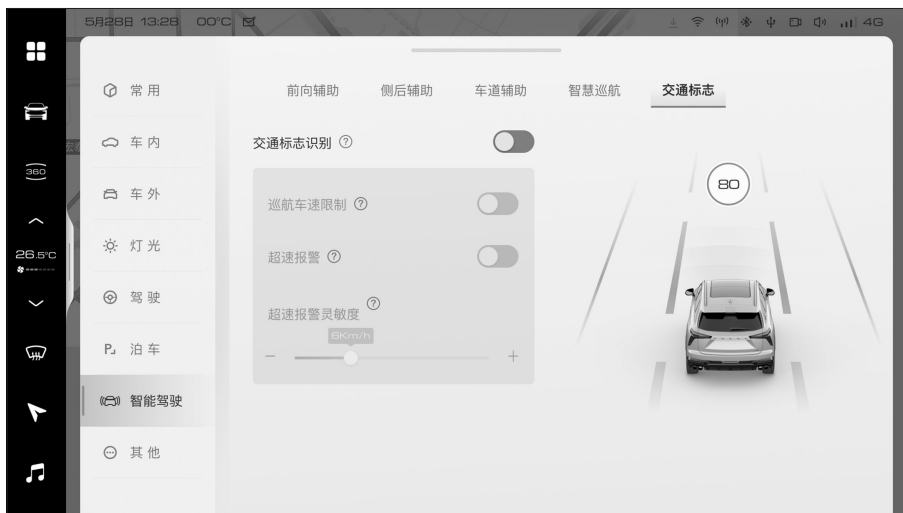 5月28日 13:28 00°C
4G
360
26.5°C
常用
车内
车外
灯光
驾驶
P 泊车
智能驾驶
其他
前向辅助 侧后辅助 车道辅助 智慧巡航 交通标志
交通标志识别 ?
巡航车速限制 ?
超速报警 ?
超速报警灵敏度 ?
6Km/h
- +
80